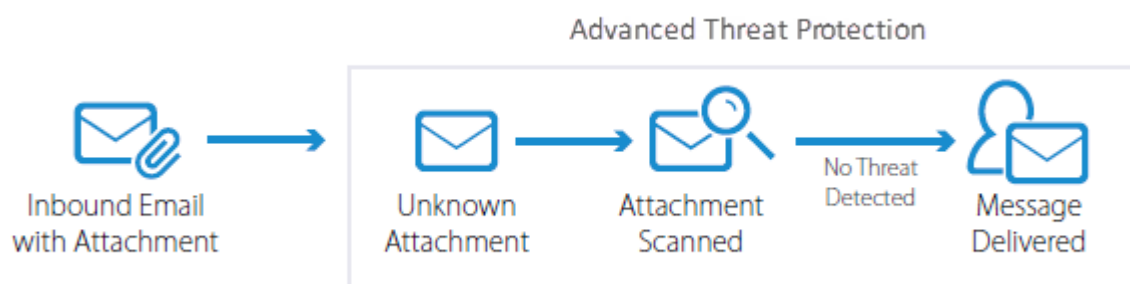 Advanced Threat Protection
Inbound Email
with Attachment
Unknown
Attachment
Attachment
Scanned
No Threat
Detected
Message
Delivered